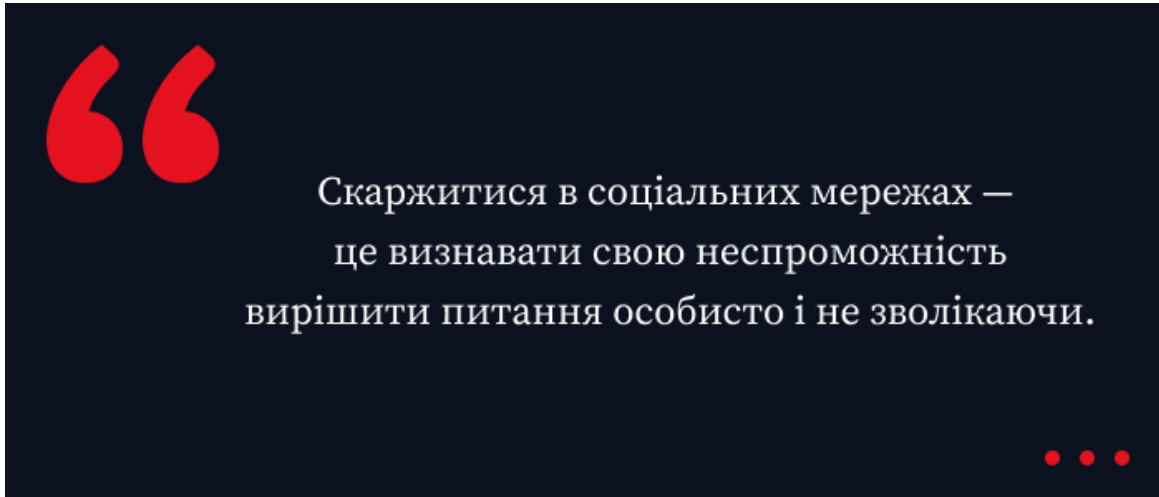 Скаржитися в соціальних мережах —
це визнавати свою неспроможність
вирішити питання особисто і не зволікаючи.